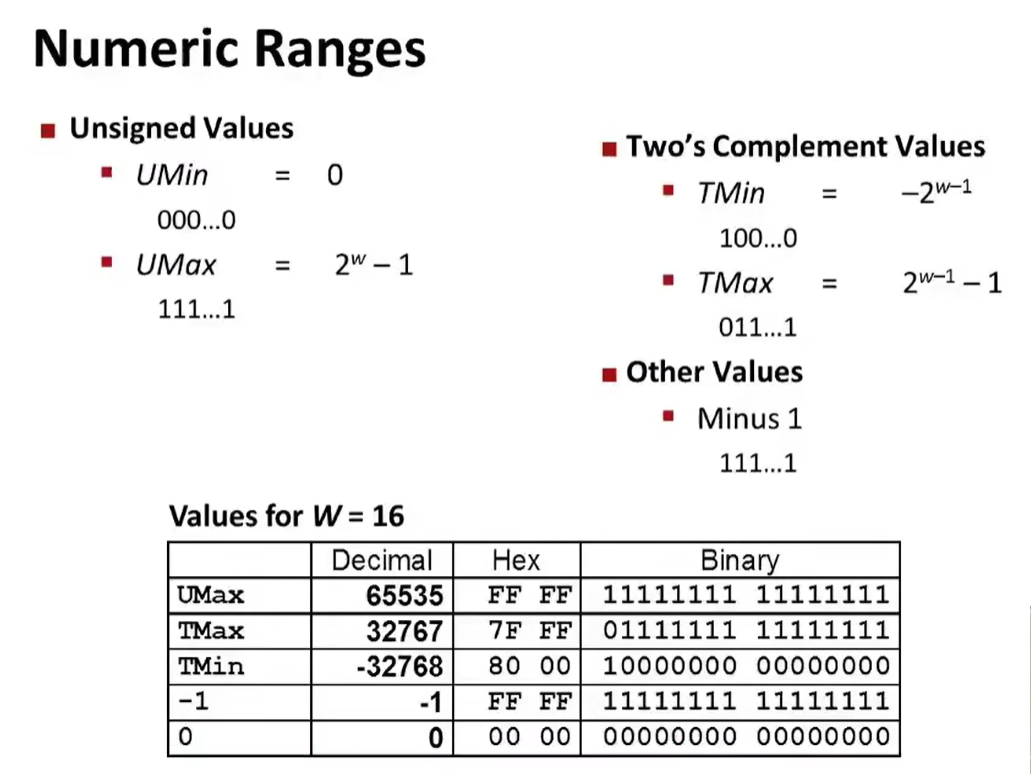 Numeric Ranges
■ Unsigned Values
▪ UMin = 0
000...0
▪ UMax = 2ʷ – 1
111...1
■ Two's Complement Values
▪ TMin = –2ʷ⁻¹
100...0
▪ TMax = 2ʷ⁻¹ – 1
011...1
■ Other Values
▪ Minus 1
111...1
Values for W = 16
Decimal Hex Binary
UMax 65535 FF FF 11111111 11111111
TMax 32767 7F FF 01111111 11111111
TMin -32768 80 00 10000000 00000000
-1 -1 FF FF 11111111 11111111
0 0 00 00 00000000 00000000